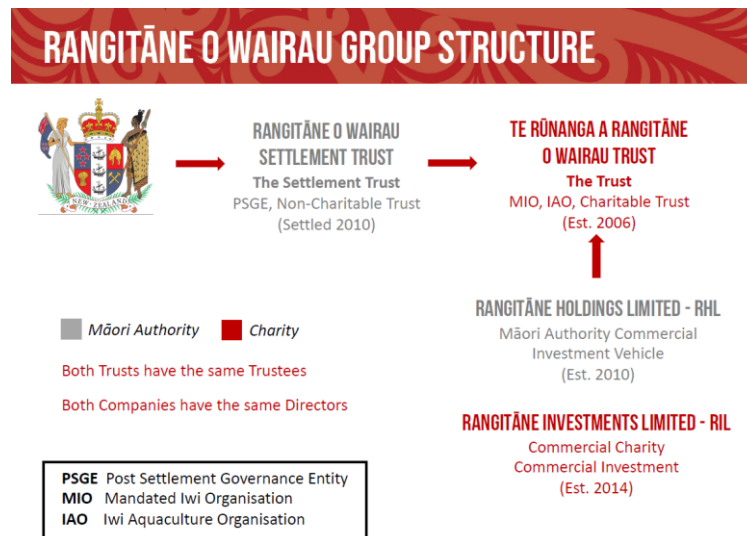 RANGITĀNE O WAIRAU GROUP STRUCTURE
NEW ZEALAND
RANGITĀNE O WAIRAU
SETTLEMENT TRUST
The Settlement Trust
PSGE, Non-Charitable Trust
(Settled 2010)
TE RŪNANGA A RANGITĀNE
O WAIRAU TRUST
The Trust
MIO, IAO, Charitable Trust
(Est. 2006)
RANGITĀNE HOLDINGS LIMITED - RHL
Māori Authority Commercial
Investment Vehicle
(Est. 2010)
Māori Authority
Charity
Both Trusts have the same Trustees
Both Companies have the same Directors
RANGITĀNE INVESTMENTS LIMITED - RIL
Commercial Charity
Commercial Investment
(Est. 2014)
PSGE Post Settlement Governance Entity
MIO Mandated Iwi Organisation
IAO Iwi Aquaculture Organisation